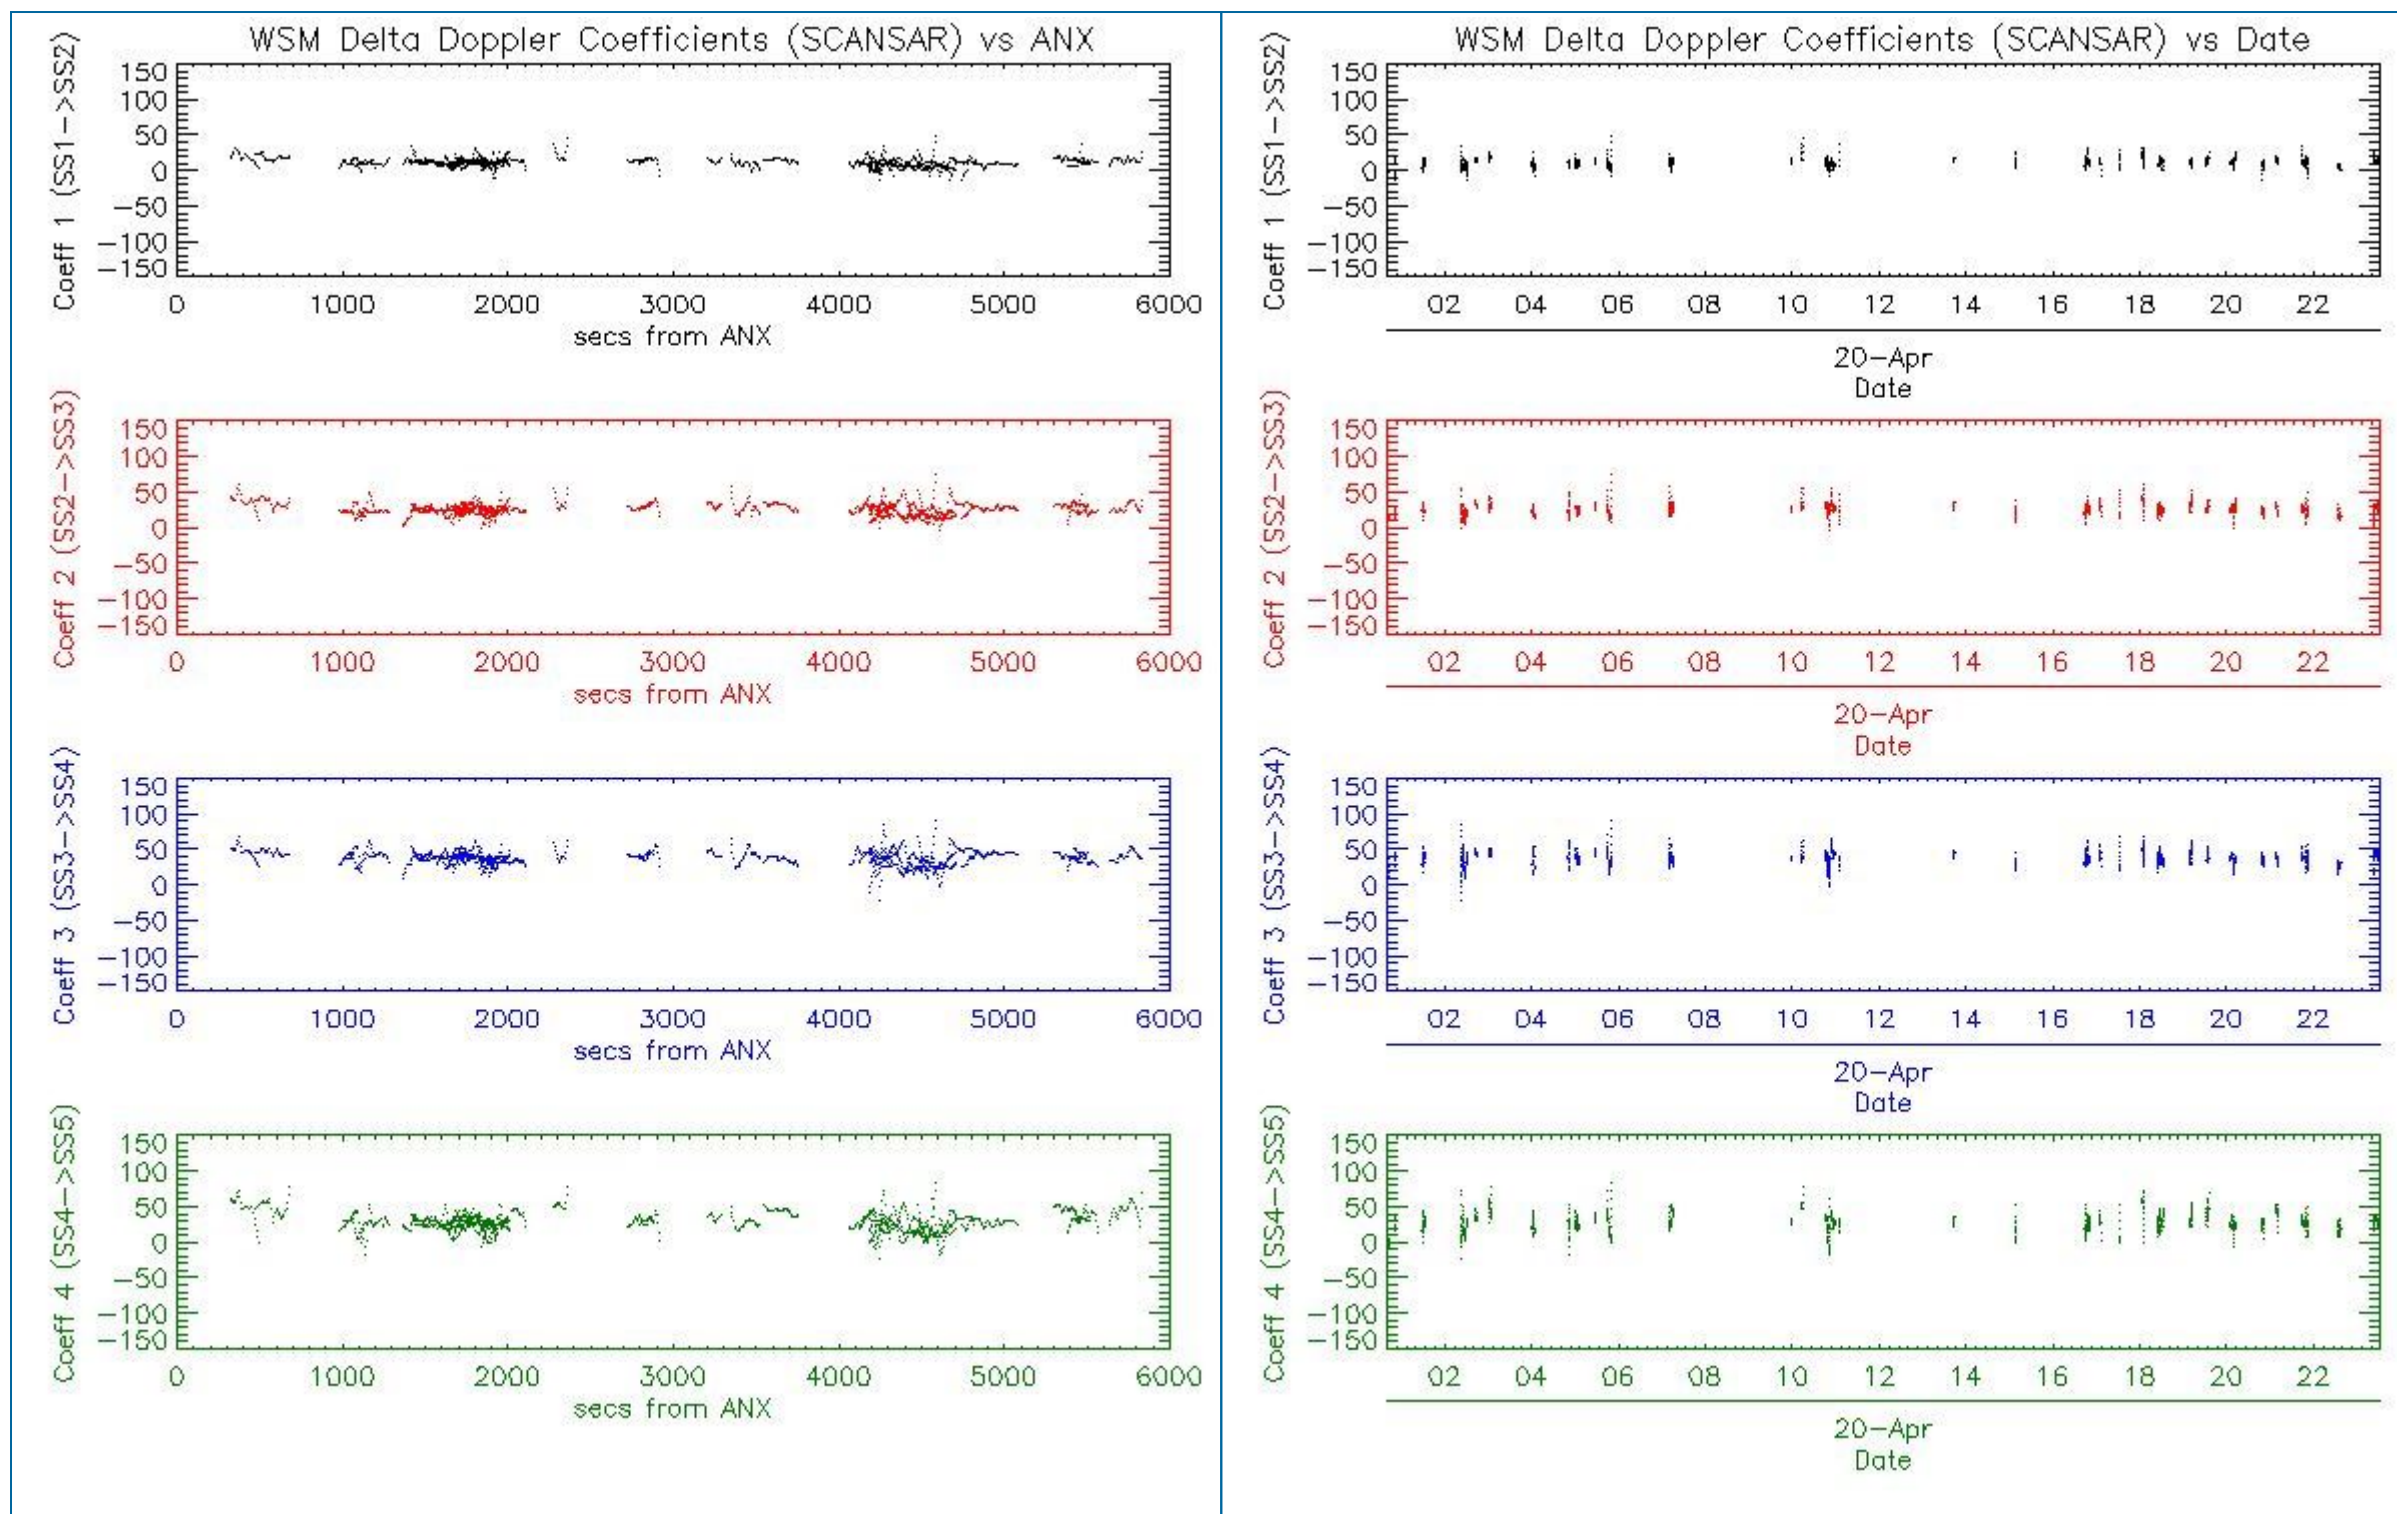 WSM Delta Doppler Coefficients (SCANSAR) vs ANX
Coeff 1 (SS1->SS2)
150
100
50
0
-50
-100
-150
0 1000 2000 3000 4000 5000 6000
secs from ANX
Coeff 2 (SS2->SS3)
150
100
50
0
-50
-100
-150
0 1000 2000 3000 4000 5000 6000
secs from ANX
Coeff 3 (SS3->SS4)
150
100
50
0
-50
-100
-150
0 1000 2000 3000 4000 5000 6000
secs from ANX
Coeff 4 (SS4->SS5)
150
100
50
0
-50
-100
-150
0 1000 2000 3000 4000 5000 6000
secs from ANX
WSM Delta Doppler Coefficients (SCANSAR) vs Date
Coeff 1 (SS1->SS2)
150
100
50
0
-50
-100
-150
02 04 06 08 10 12 14 16 18 20 22
20-Apr
Date
Coeff 2 (SS2->SS3)
150
100
50
0
-50
-100
-150
02 04 06 08 10 12 14 16 18 20 22
20-Apr
Date
Coeff 3 (SS3->SS4)
150
100
50
0
-50
-100
-150
02 04 06 08 10 12 14 16 18 20 22
20-Apr
Date
Coeff 4 (SS4->SS5)
150
100
50
0
-50
-100
-150
02 04 06 08 10 12 14 16 18 20 22
20-Apr
Date